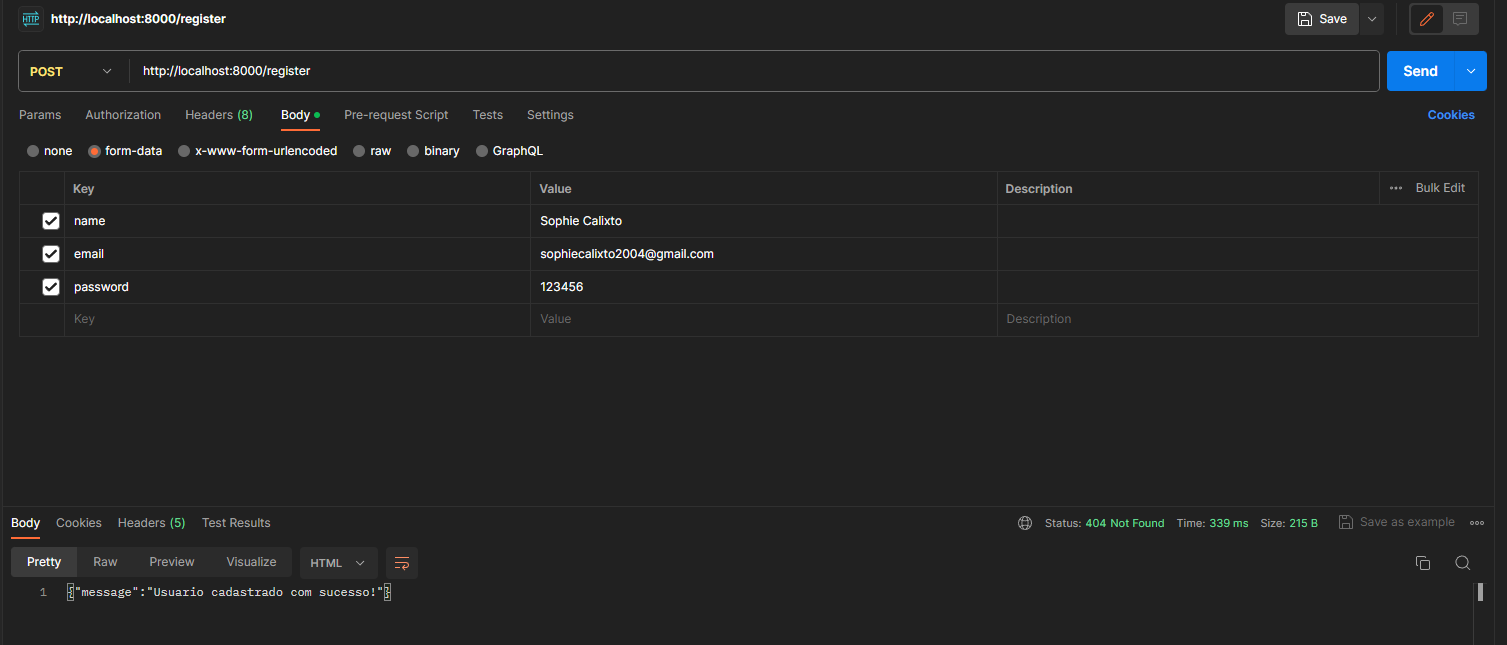 HTTP http://localhost:8000/register Save
POST http://localhost:8000/register Send
Params Authorization Headers (8) Body Pre-request Script Tests Settings Cookies
none form-data x-www-form-urlencoded raw binary GraphQL
Key Value Description ••• Bulk Edit
name Sophie Calixto
email sophiecalixto2004@gmail.com
password 123456
Key Value Description
Body Cookies Headers (5) Test Results Status: 404 Not Found Time: 339 ms Size: 215 B Save as example
Pretty Raw Preview Visualize HTML
1 {"message":"Usuario cadastrado com sucesso!"}